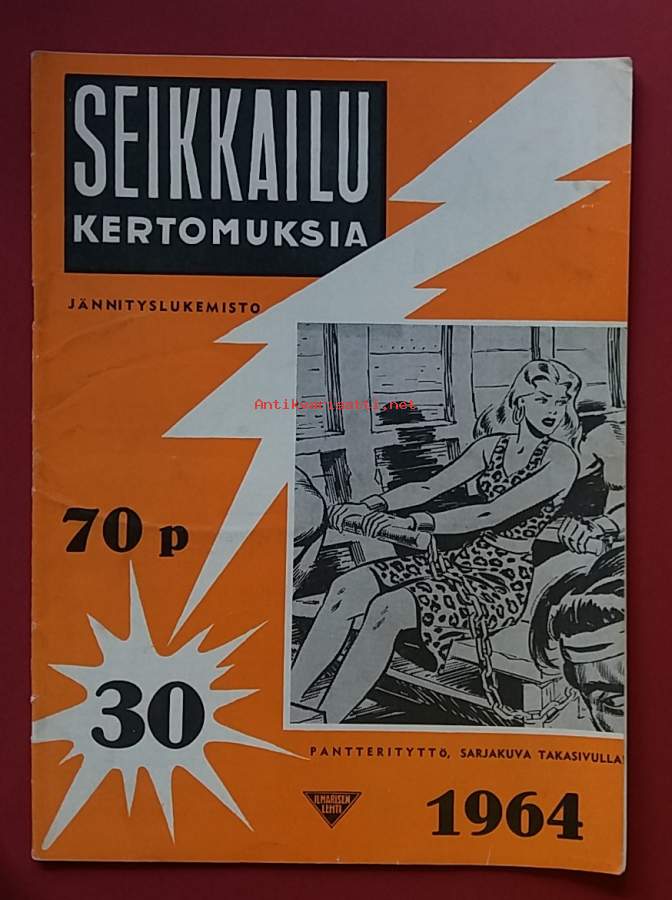 SEIKKAILU
KERTOMUKSIA
JÄNNITYSLUKEMISTO
Antikvariaatti.net
70 p
30
PANTTERITYTTÖ, SARJAKUVA TAKASIVULLA
ILMARISEN
LEHTI
1964